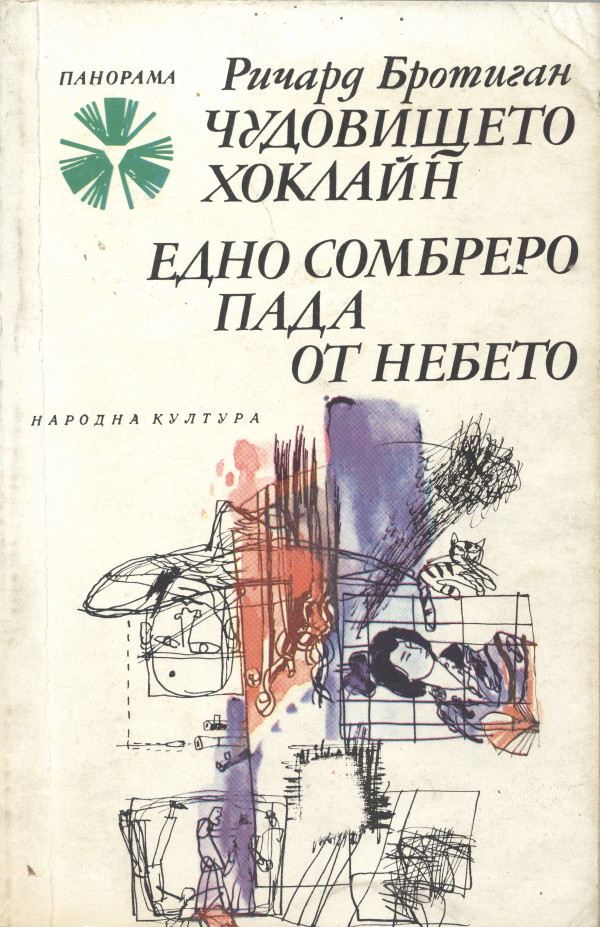 ПАНОРАМА
Ричард Бротиган
ЧУДОВИЩЕТО
ХОКЛАЙН
ЕДНО СОМБРЕРО
ПАДА
ОТ НЕБЕТО
НАРОДНА КУЛТУРА